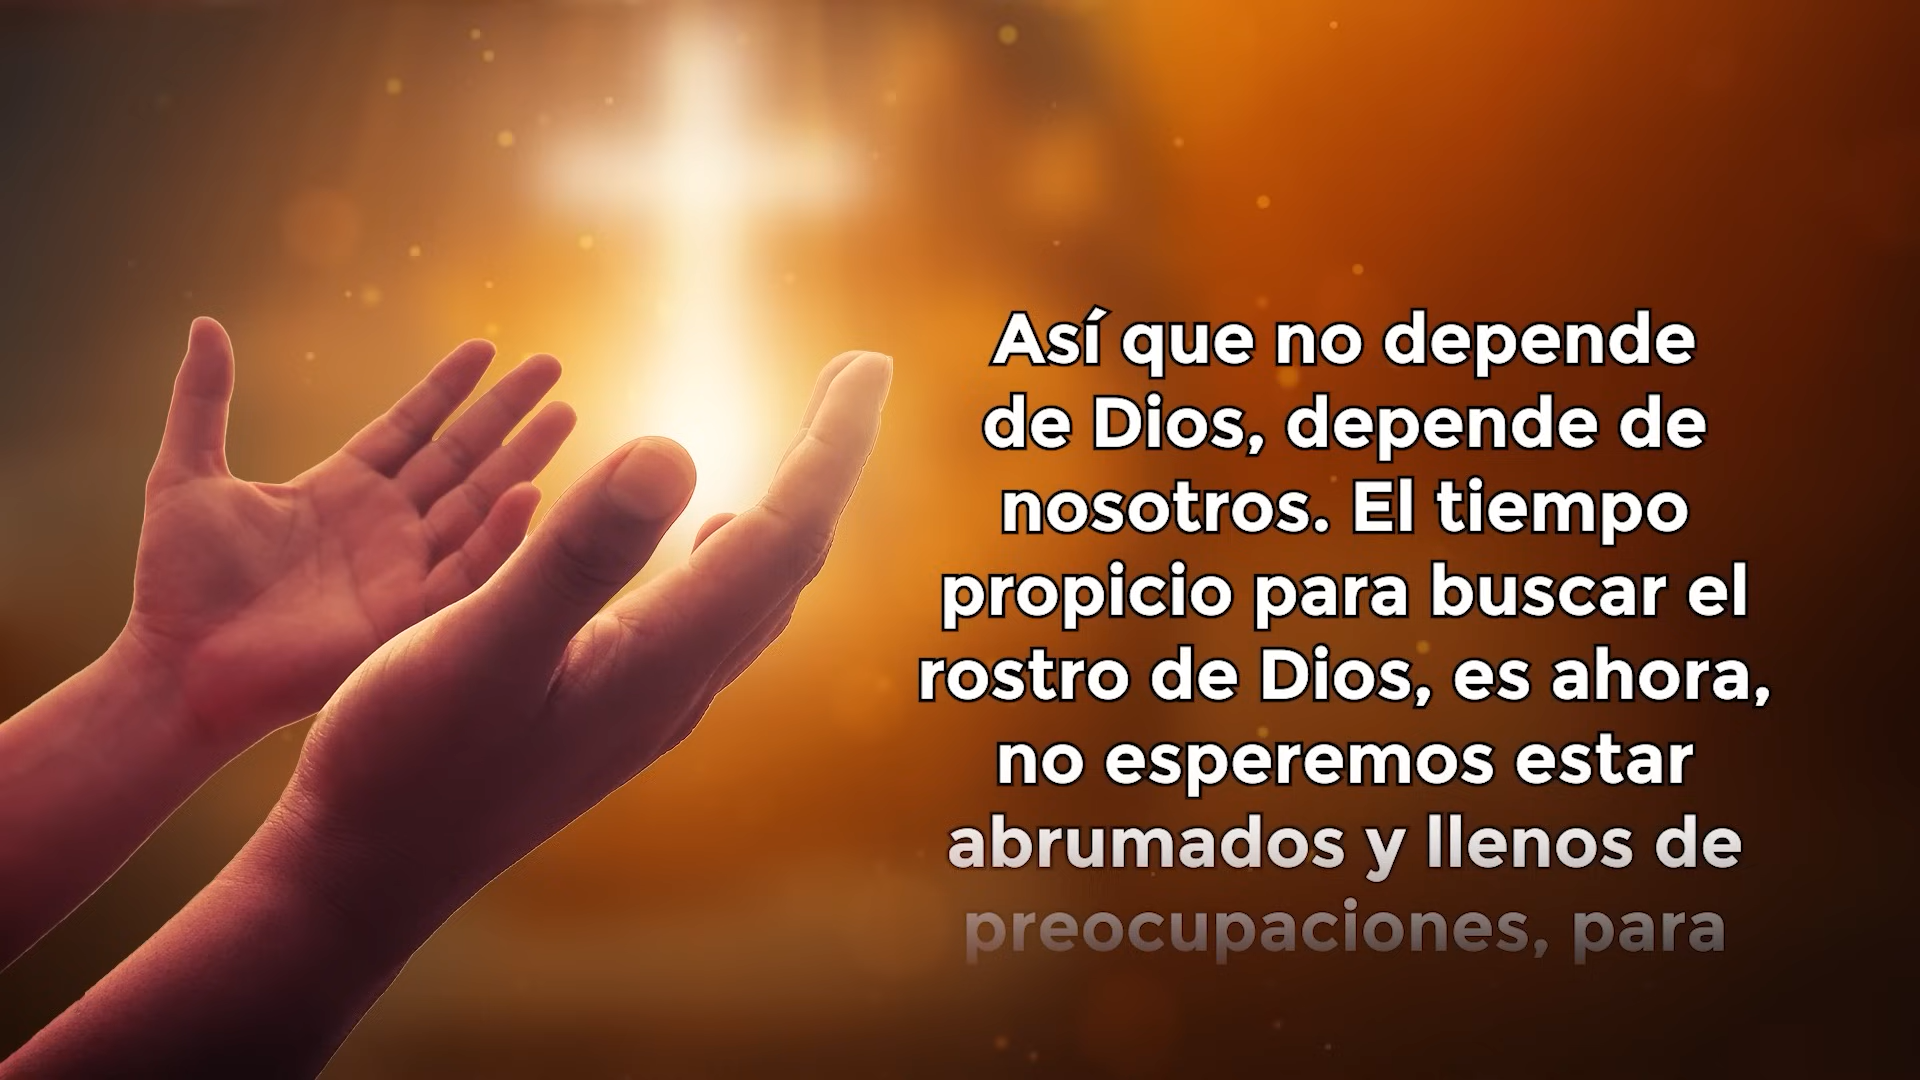 Así que no depende
de Dios, depende de
nosotros. El tiempo
propicio para buscar el
rostro de Dios, es ahora,
no esperemos estar
abrumados y llenos de
preocupaciones, para